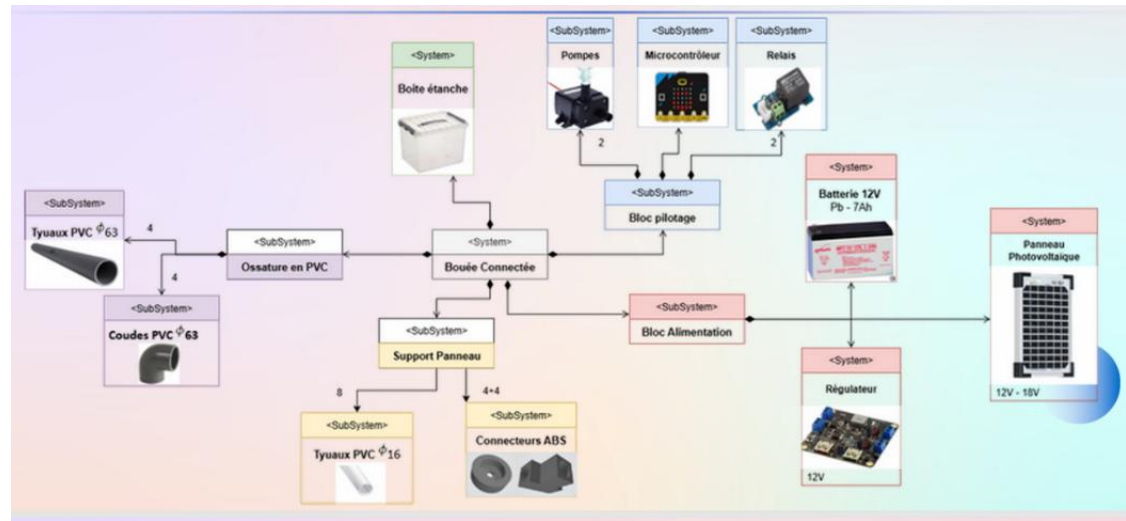 <SubSystem>
Pompes
2
<SubSystem>
Microcontrôleur
<SubSystem>
Relais
2
<System>
Boite étanche
<SubSystem>
Bloc pilotage
<System>
Batterie 12V
Pb - 7Ah
<System>
Panneau
Photovoltaïque
12V - 18V
<SubSystem>
Tyuaux PVC ϕ63
4
<SubSystem>
Ossature en PVC
<System>
Bouée Connectée
4
<SubSystem>
Coudes PVC ϕ63
<SubSystem>
Bloc Alimentation
<SubSystem>
Support Panneau
8
4+4
<System>
Règulateur
12V
<SubSystem>
Tyuaux PVC ϕ16
<SubSystem>
Connecteurs ABS